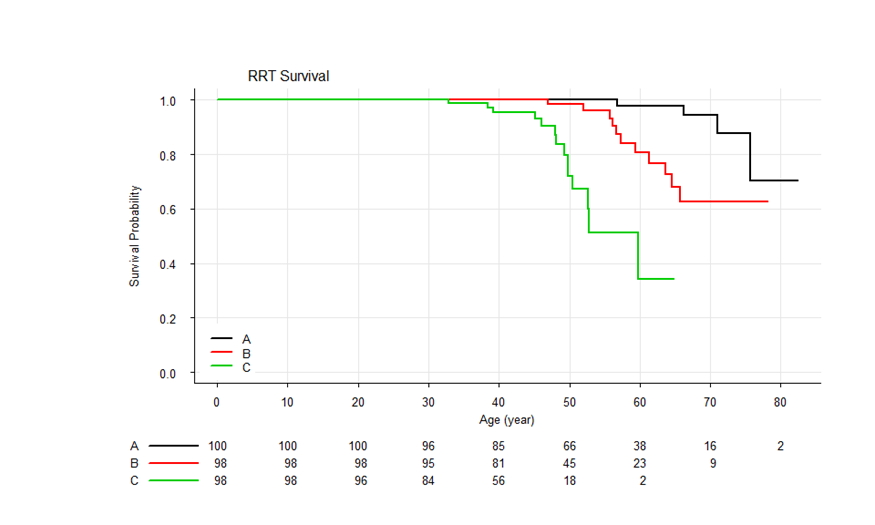 RRT Survival
1.0
0.8
0.6
0.4
0.2
0.0
Survival Probability
A
B
C
0 10 20 30 40 50 60 70 80
Age (year)
A 100 100 100 96 85 66 38 16 2
B 98 98 98 95 81 45 23 9
C 98 98 96 84 56 18 2